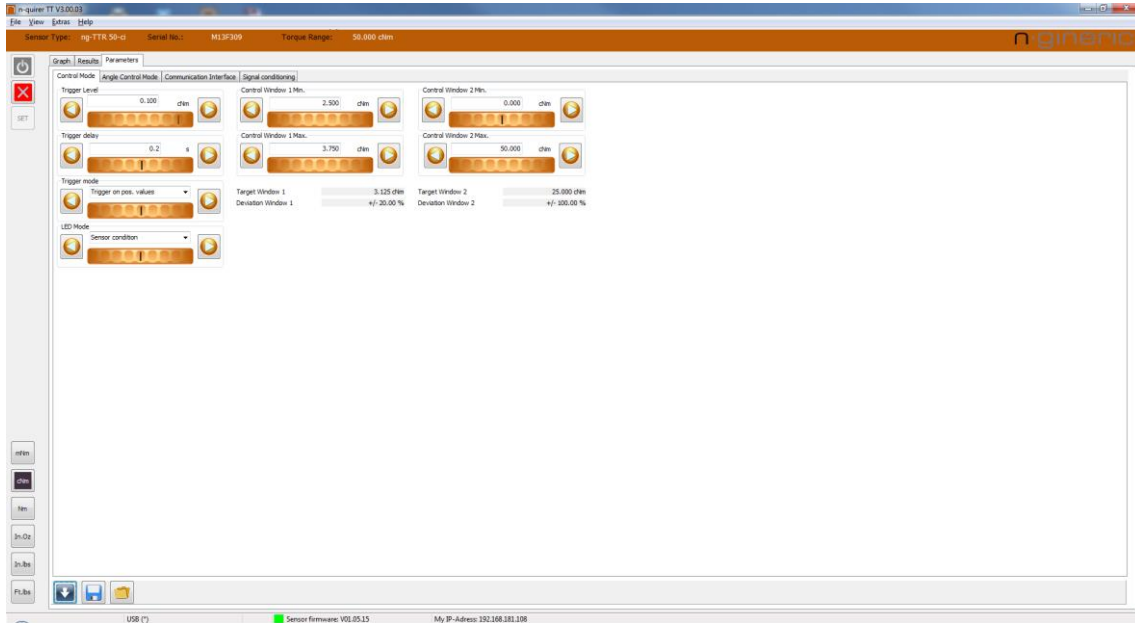 n-quirer TT V3.00.03
File View Extras Help
Sensor Type: ng-TTR 50-ci Serial No.: M13F309 Torque Range: 50.000 cNm
n-gineric
Graph Results Parameters
Control Mode Angle Control Mode Communication Interface Signal conditioning
SET
Trigger Level Control Window 1 Min. Control Window 2 Min.
0.100 cNm 2.500 cNm 0.000 cNm
Trigger delay Control Window 1 Max. Control Window 2 Max.
0.2 s 3.750 cNm 50.000 cNm
Trigger mode
Trigger on pos. values Target Window 1 3.125 cNm Target Window 2 25.000 cNm
Deviation Window 1 +/- 20.00 % Deviation Window 2 +/- 100.00 %
LED Mode
Sensor condition
mNm
cNm
Nm
In.Oz
In.lbs
Ft.lbs
USB (*) Sensor firmware: V01.05.15 My IP-Adress: 192.168.181.108